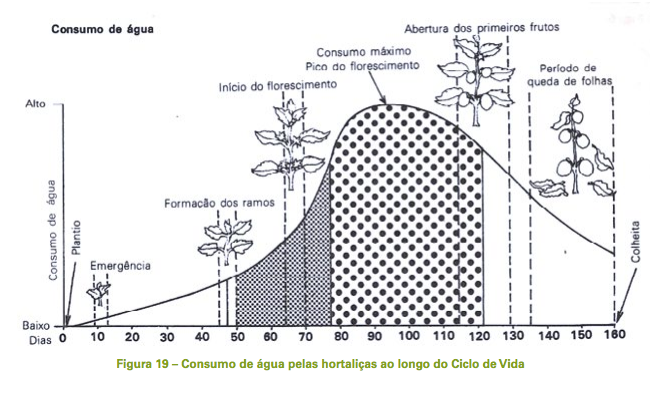 Consumo de água
Abertura dos primeiros frutos
Consumo máximo
Pico do florescimento
Período de
queda de folhas
Início do florescimento
Alto
Formacão dos ramos
Consumo de água
Plantio
Emergência
Colheita
Baixo
Dias 0 10 20 30 40 50 60 70 80 90 100 110 120 130 140 150 160
Figura 19 – Consumo de água pelas hortaliças ao longo do Ciclo de Vida